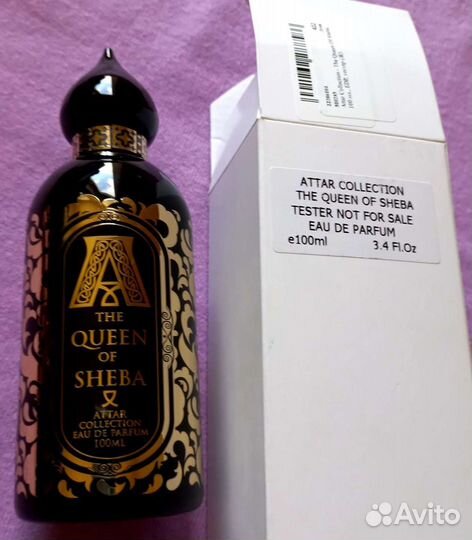 A
THE
QUEEN
OF
SHEBA
ATTAR
COLLECTION
EAU DE PARFUM
100ML
ATTAR COLLECTION
THE QUEEN OF SHEBA
TESTER NOT FOR SALE
EAU DE PARFUM
e100ml 3.4 Fl.Oz
Avito